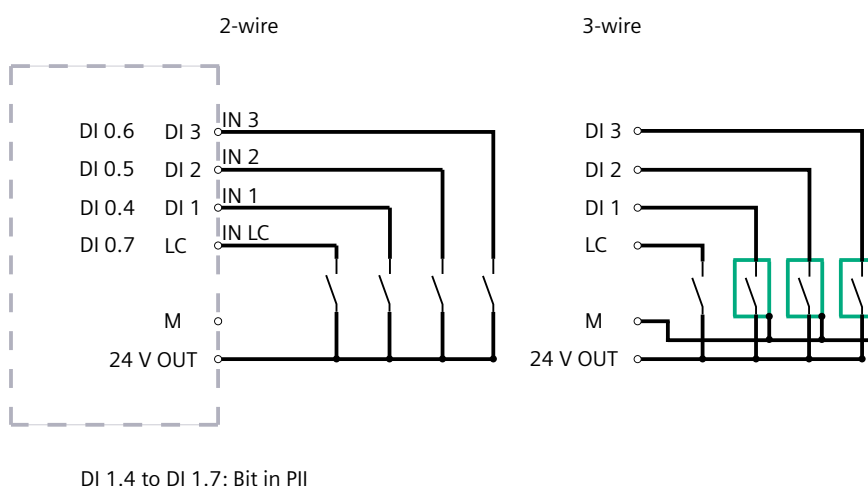 2-wire 3-wire
DI 0.6 DI 3 IN 3 DI 3
DI 0.5 DI 2 IN 2 DI 2
DI 0.4 DI 1 IN 1 DI 1
DI 0.7 LC IN LC LC
M M
24 V OUT 24 V OUT
DI 1.4 to DI 1.7: Bit in PII